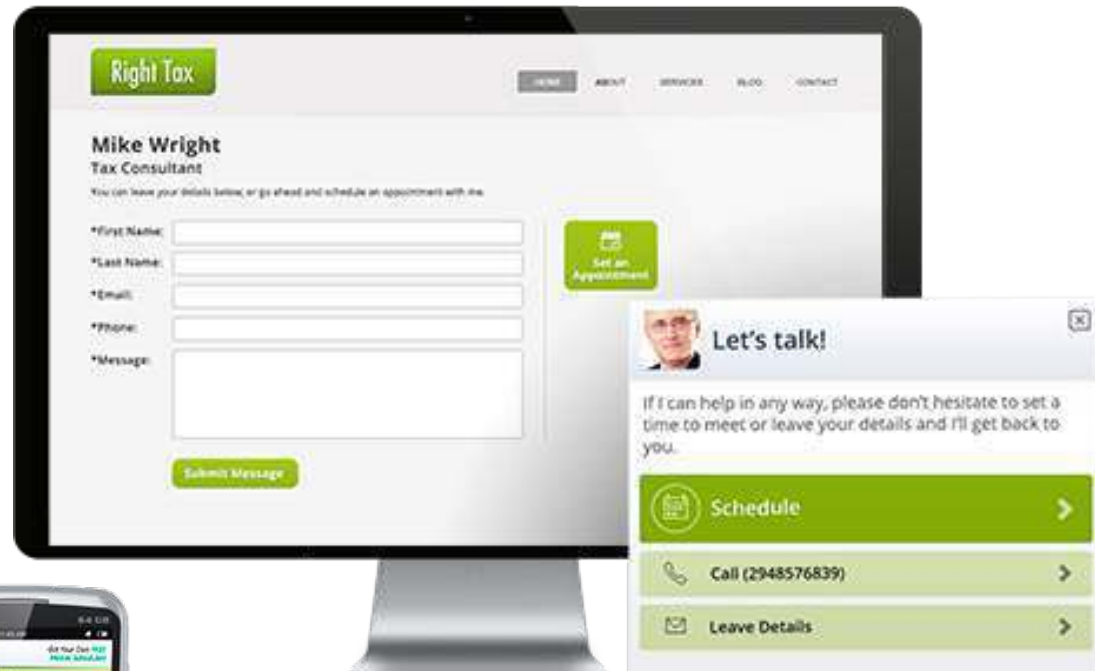 Right Tax
HOME ABOUT SERVICES BLOG CONTACT
Mike Wright
Tax Consultant
You can leave your details below, or go ahead and schedule an appointment with me
*First Name:
*Last Name:
*Email:
*Phone:
*Message:
Submit Message
Set an
Appointment
Let's talk!
If I can help in any way, please don't hesitate to set a
time to meet or leave your details and I'll get back to
you.
Schedule
Call (2948576839)
Leave Details